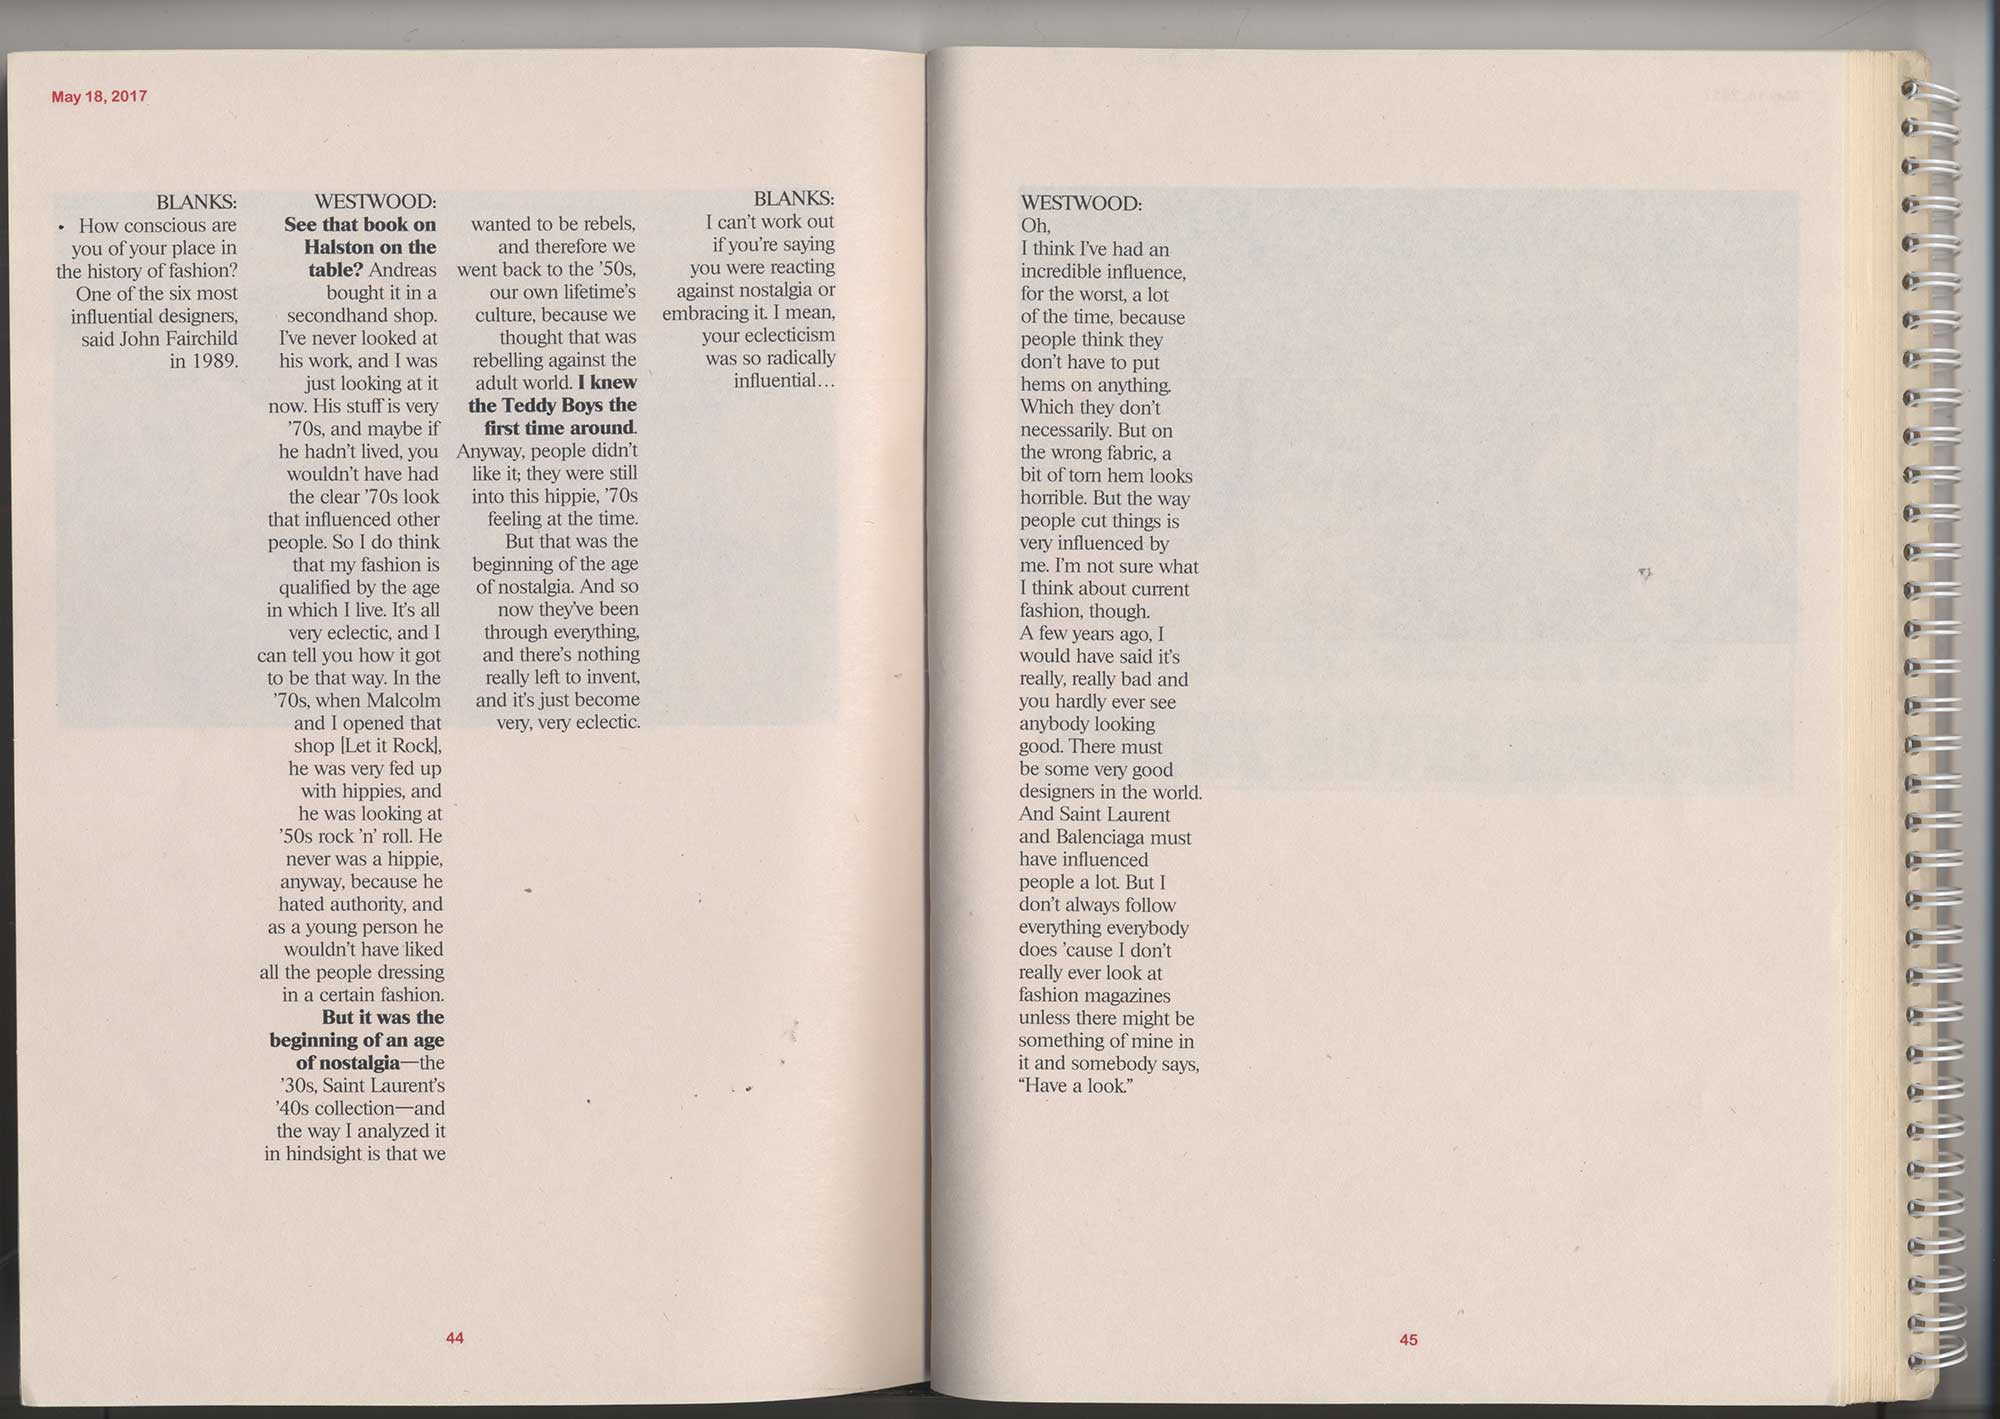 May 18, 2017
BLANKS:
• How conscious are
you of your place in
the history of fashion?
One of the six most
influential designers,
said John Fairchild
in 1989.
WESTWOOD:
See that book on
Halston on the
table? Andreas
bought it in a
secondhand shop.
I've never looked at
his work, and I was
just looking at it
now. His stuff is very
'70s, and maybe if
he hadn't lived, you
wouldn't have had
the clear '70s look
that influenced other
people. So I do think
that my fashion is
qualified by the age
in which I live. It's all
very eclectic, and I
can tell you how it got
to be that way. In the
'70s, when Malcolm
and I opened that
shop [Let it Rock],
he was very fed up
with hippies, and
he was looking at
'50s rock 'n' roll. He
never was a hippie,
anyway, because he
hated authority, and
as a young person he
wouldn't have liked
all the people dressing
in a certain fashion.
But it was the
beginning of an age
of nostalgia—the
'30s, Saint Laurent's
'40s collection—and
the way I analyzed it
in hindsight is that we
wanted to be rebels,
and therefore we
went back to the '50s,
our own lifetime's
culture, because we
thought that was
rebelling against the
adult world. I knew
the Teddy Boys the
first time around.
Anyway, people didn't
like it; they were still
into this hippie, '70s
feeling at the time.
But that was the
beginning of the age
of nostalgia. And so
now they've been
through everything,
and there's nothing
really left to invent,
and it's just become
very, very eclectic.
BLANKS:
I can't work out
if you're saying
you were reacting
against nostalgia or
embracing it. I mean,
your eclecticism
was so radically
influential…
44
WESTWOOD:
Oh,
I think I've had an
incredible influence,
for the worst, a lot
of the time, because
people think they
don't have to put
hems on anything.
Which they don't
necessarily. But on
the wrong fabric, a
bit of torn hem looks
horrible. But the way
people cut things is
very influenced by
me. I'm not sure what
I think about current
fashion, though.
A few years ago, I
would have said it's
really, really bad and
you hardly ever see
anybody looking
good. There must
be some very good
designers in the world.
And Saint Laurent
and Balenciaga must
have influenced
people a lot. But I
don't always follow
everything everybody
does 'cause I don't
really ever look at
fashion magazines
unless there might be
something of mine in
it and somebody says,
“Have a look.”
45